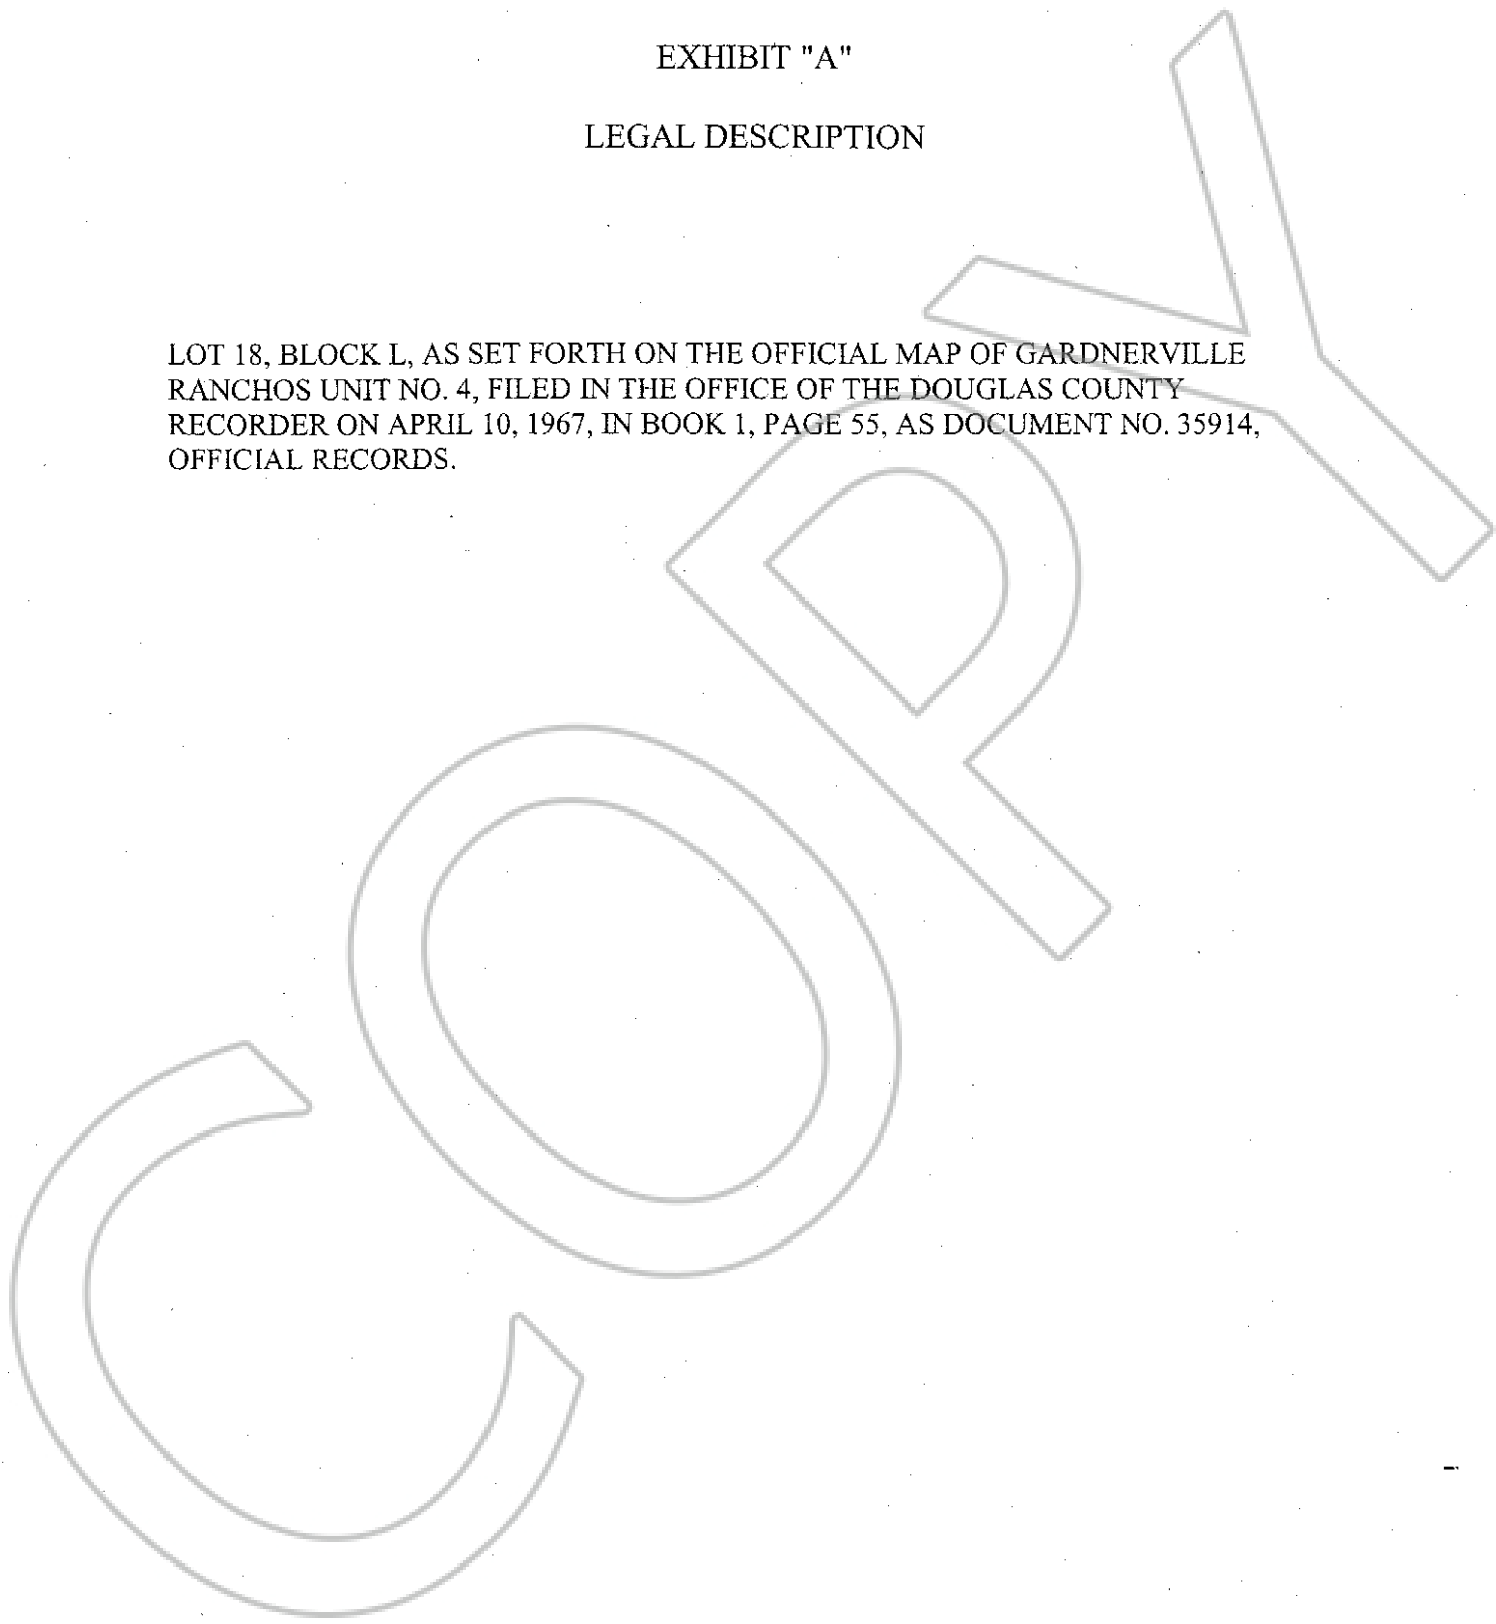 EXHIBIT "A"
LEGAL DESCRIPTION
LOT 18, BLOCK L, AS SET FORTH ON THE OFFICIAL MAP OF GARDNERVILLE
RANCHOS UNIT NO. 4, FILED IN THE OFFICE OF THE DOUGLAS COUNTY
RECORDER ON APRIL 10, 1967, IN BOOK 1, PAGE 55, AS DOCUMENT NO. 35914,
OFFICIAL RECORDS.
COPY